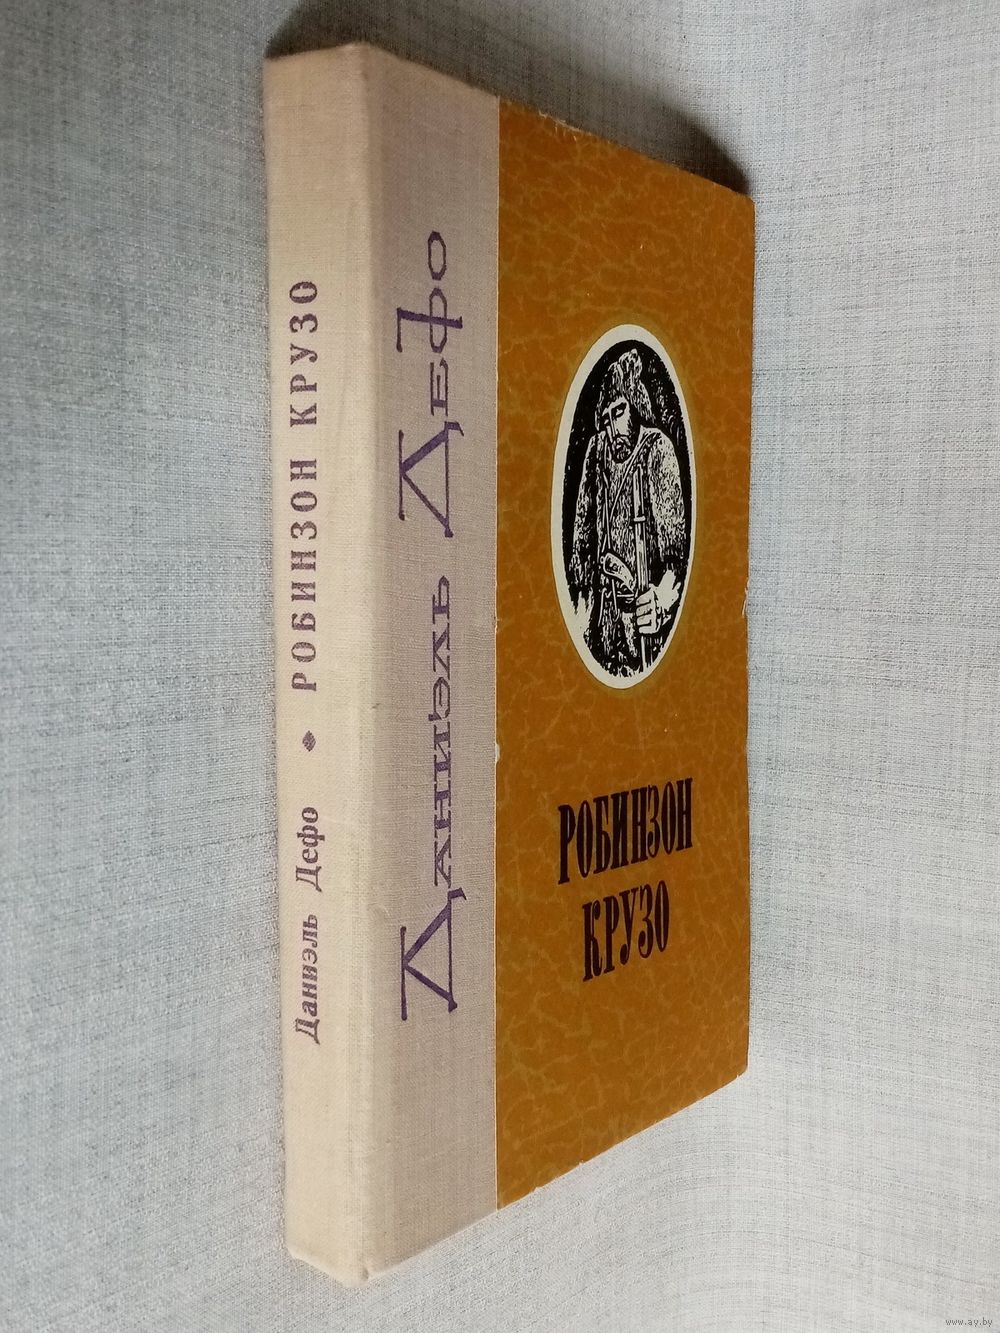 Даниэль Дефо ♦ РОБИНЗОН КРУЗО
Даниэль Дефо
РОБИНЗОН
КРУЗО
www.ay.by